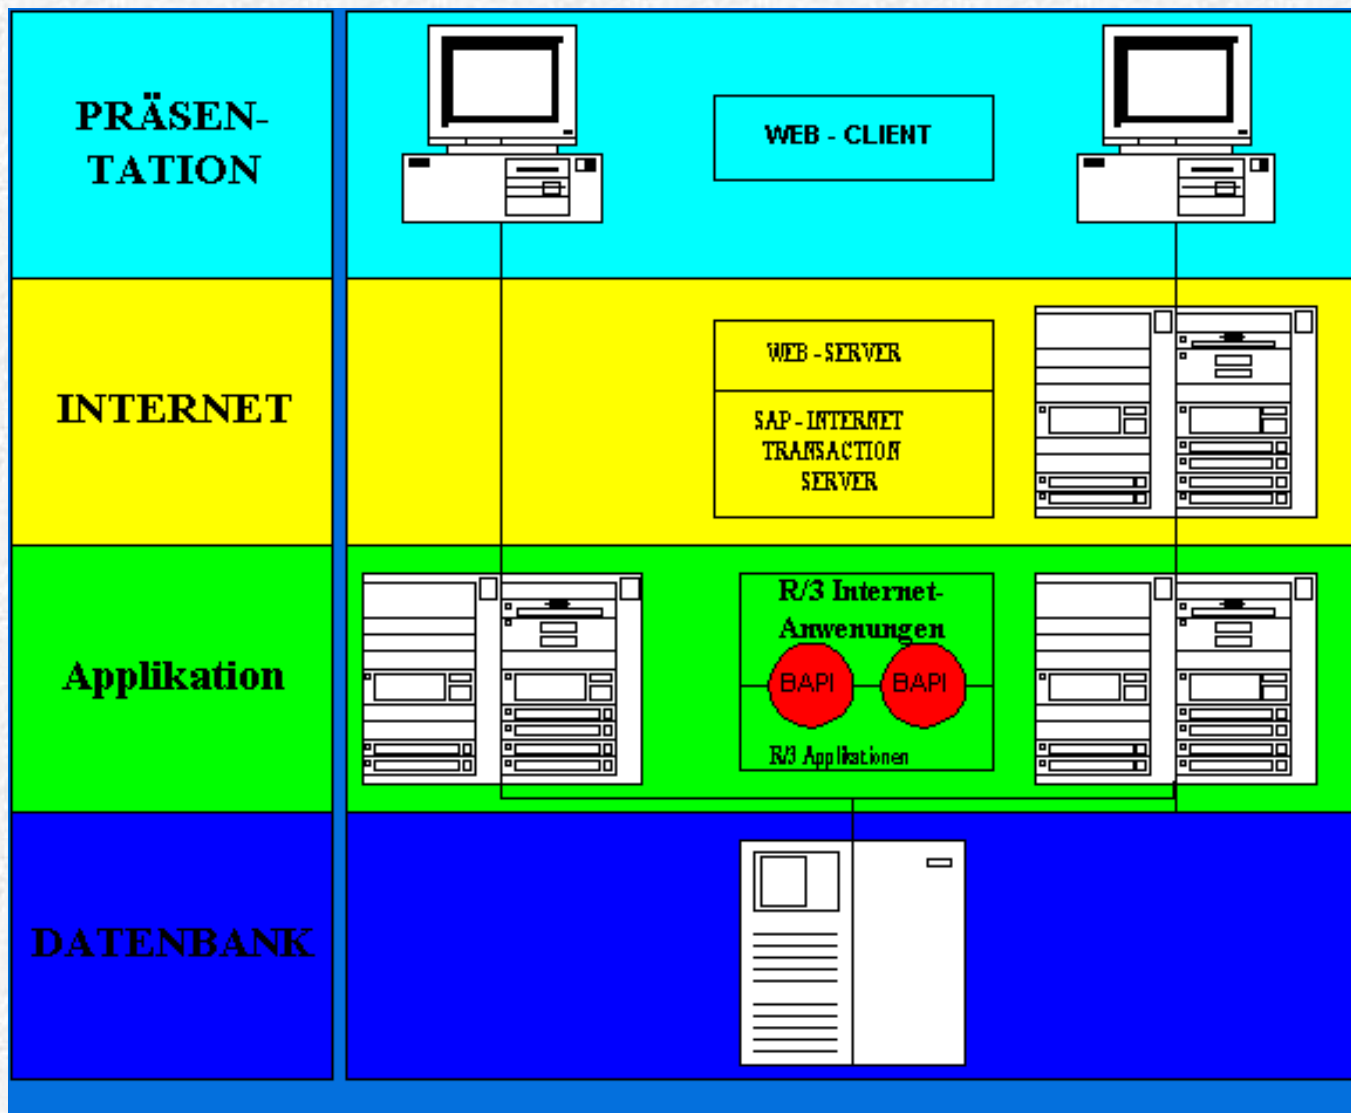 PRÄSEN-
TATION
WEB - CLIENT
INTERNET
WEB - SERVER
SAP - INTERNET
TRANSACTION
SERVER
Applikation
R/3 Internet-
Anwenungen
BAPI BAPI
R/3 Applikationen
DATENBANK